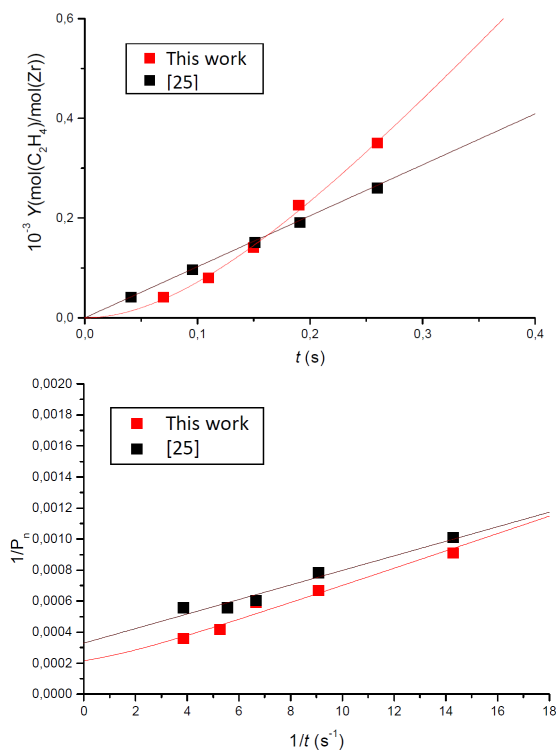 This work
[25]
10⁻³ Y(mol(C₂H₄)/mol(Zr))
0,6
0,4
0,2
0,0
0,0 0,1 0,2 0,3 0,4
t (s)
0,0020
0,0018
0,0016
0,0014
0,0012
0,0010
0,0008
0,0006
0,0004
0,0002
0,0000
This work
[25]
1/Pₙ
0 2 4 6 8 10 12 14 16 18
1/t (s⁻¹)